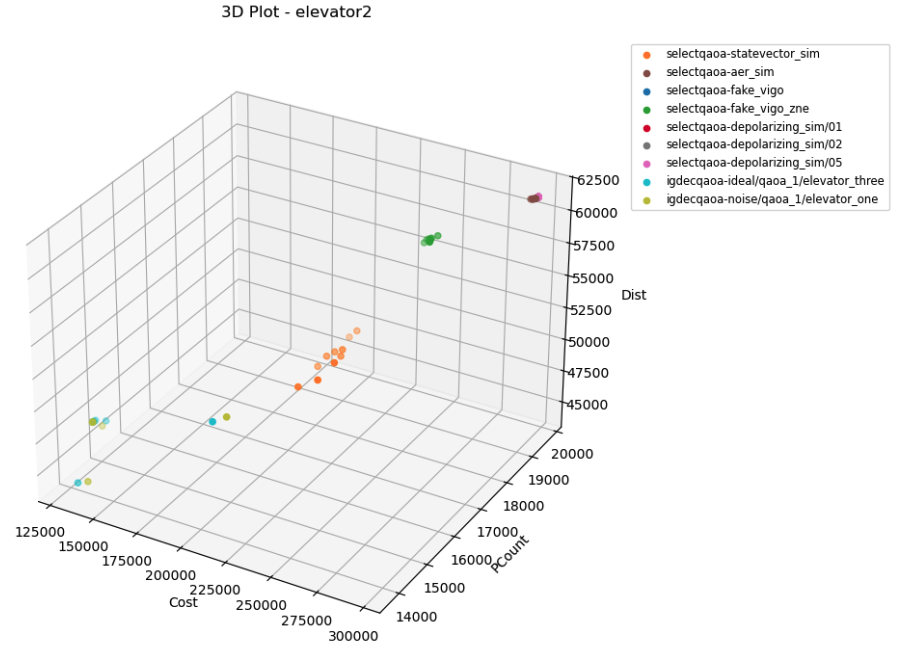 3D Plot - elevator2
selectqaoa-statevector_sim
selectqaoa-aer_sim
selectqaoa-fake_vigo
selectqaoa-fake_vigo_zne
selectqaoa-depolarizing_sim/01
selectqaoa-depolarizing_sim/02
selectqaoa-depolarizing_sim/05
igdecqaoa-ideal/qaoa_1/elevator_three
igdecqaoa-noise/qaoa_1/elevator_one
62500
60000
57500
55000
52500
50000
47500
45000
Dist
20000
19000
18000
17000
16000
15000
14000
PCount
125000
150000
175000
200000
225000
250000
275000
300000
Cost